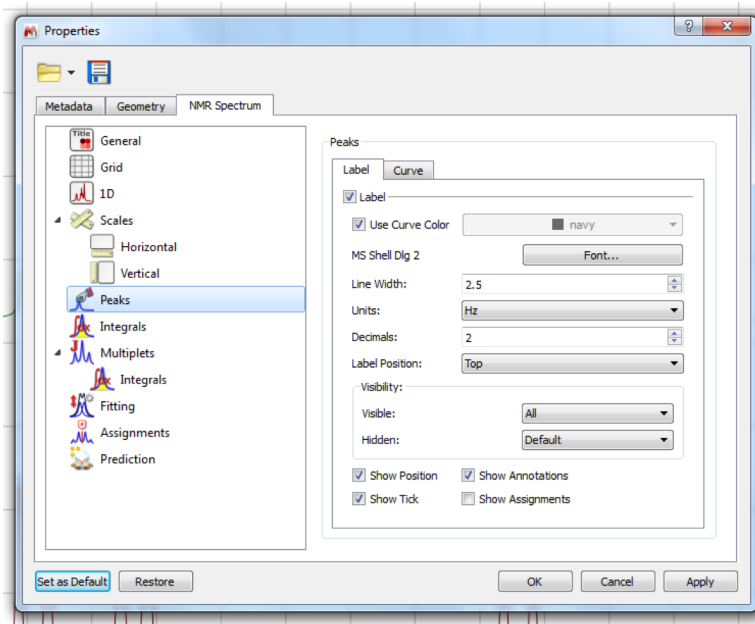 Properties
Metadata Geometry NMR Spectrum
Title
General
Grid
1D
Scales
Horizontal
Vertical
Peaks
Integrals
Multiplets
Integrals
Fitting
Assignments
Prediction
Peaks
Label Curve
Label
Use Curve Color navy
MS Shell Dlg 2 Font...
Line Width: 2.5
Units: Hz
Decimals: 2
Label Position: Top
Visibility:
Visible: All
Hidden: Default
Show Position Show Annotations
Show Tick Show Assignments
Set as Default Restore OK Cancel Apply